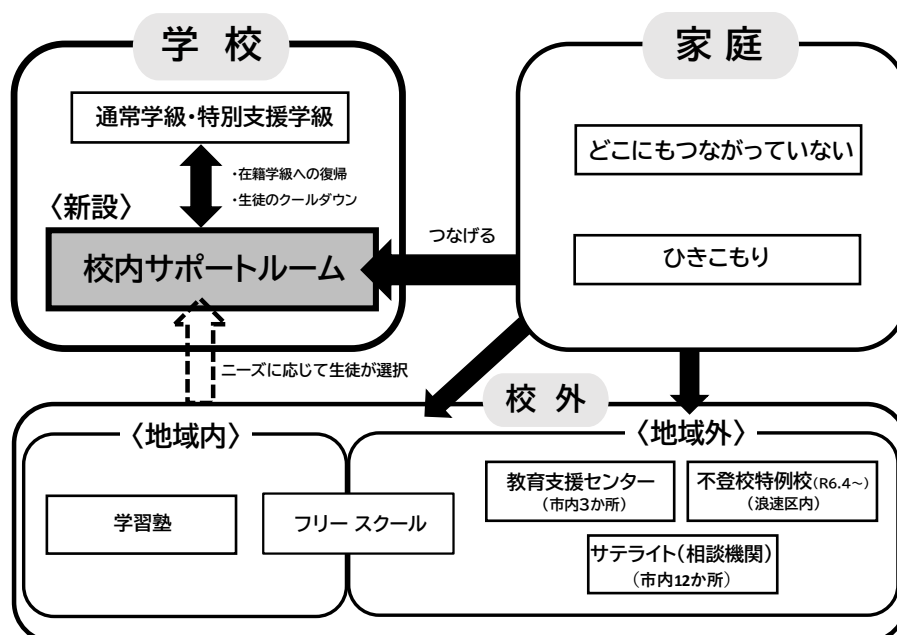 学 校
通常学級・特別支援学級
・在籍学級への復帰
・生徒のクールダウン
〈新設〉
校内サポートルーム
つなげる
家 庭
どこにもつながっていない
ひきこもり
ニーズに応じて生徒が選択
校 外
〈地域内〉
学習塾
フリー スクール
〈地域外〉
教育支援センター
(市内3か所)
不登校特例校(R6.4~)
(浪速区内)
サテライト(相談機関)
(市内12か所)